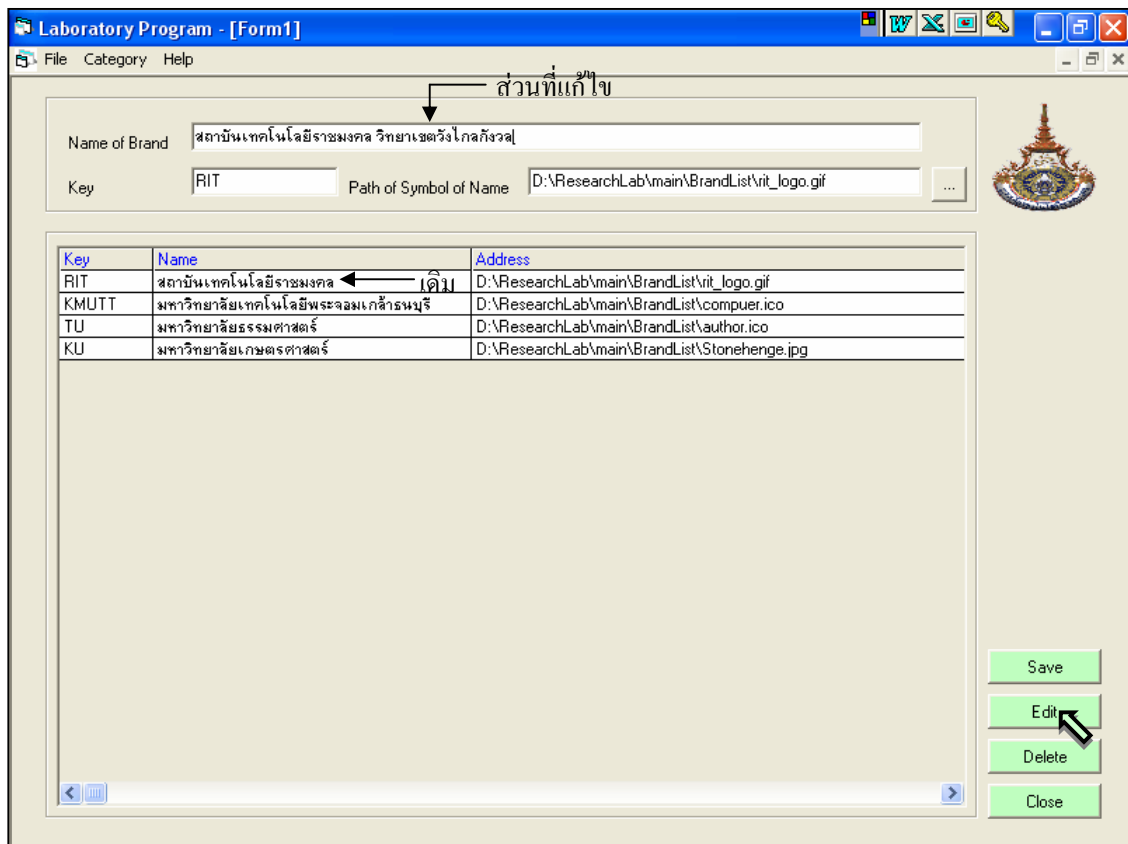 Laboratory Program - [Form1]
File Category Help
ส่วนที่แก้ไข
Name of Brand สถาบันเทคโนโลยีราชมงคล วิทยาเขตวังไกลกังวล
Key RIT Path of Symbol of Name D:\ResearchLab\main\BrandList\rit_logo.gif ...
Key Name Address
RIT สถาบันเทคโนโลยีราชมงคล เดิม D:\ResearchLab\main\BrandList\rit_logo.gif
KMUTT มหาวิทยาลัยเทคโนโลยีพระจอมเกล้าธนบุรี D:\ResearchLab\main\BrandList\compuer.ico
TU มหาวิทยาลัยธรรมศาสตร์ D:\ResearchLab\main\BrandList\author.ico
KU มหาวิทยาลัยเกษตรศาสตร์ D:\ResearchLab\main\BrandList\Stonehenge.jpg
Save
Edit
Delete
Close